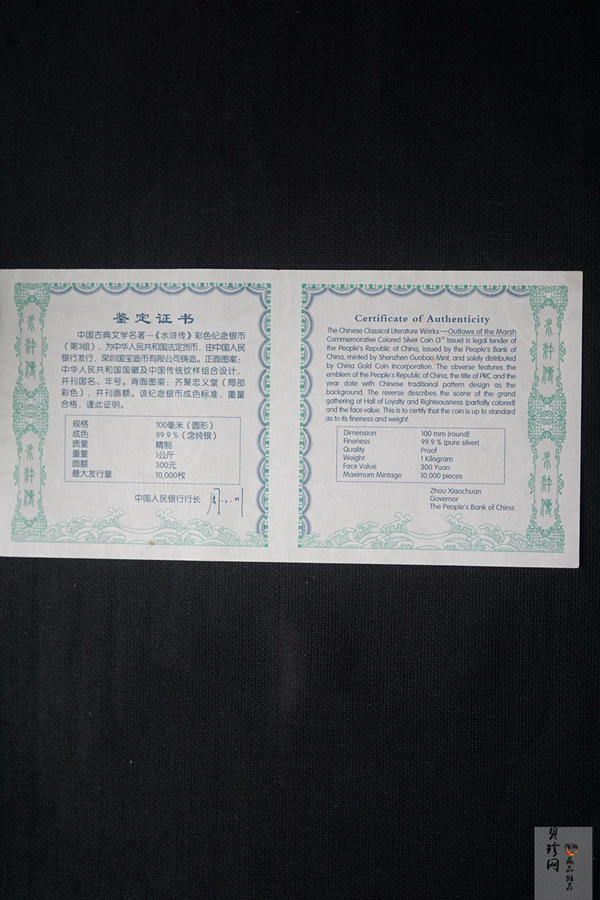 鉴定证书
中国古典文学名著—《水浒传》彩色纪念银币
（第3组），为中华人民共和国法定货币，由中国人民
银行发行，深圳国宝造币有限公司铸造。正面图案：
中华人民共和国国徽及中国传统纹样组合设计，
并刊国名、年号。背面图案：齐聚忠义堂（局部
彩色），并刊面额。该纪念银币成色标准，重量
合格，谨此证明。
规格 100毫米（圆形）
成色 99.9％（含纯银）
质量 精制
重量 1公斤
面额 300元
最大发行量 10,000枚
中国人民银行行长
水浒传
水浒传
Certificate of Authenticity
The Chinese Classical Literature Works—Outlaws of the Marsh
Commemorative Colored Silver Coin (3rd Issue) is legal tender of
the People's Republic of China, issued by the People's Bank of
China, minted by Shenzhen Guobao Mint, and solely distributed
by China Gold Coin Incorporation. The obverse features the
emblem of the People's Republic of China, the title of PRC and the
year date with Chinese traditional pattern design as the
background. The reverse describes the scene of the grand
gathering at Hall of Loyalty and Righteousness (partially colored)
and the face value. This is to certify that the coin is up to standard
as to its fineness and weight.
Dimension 100 mm (round)
Fineness 99.9 % (pure silver)
Quality Proof
Weight 1 Kilogram
Face Value 300 Yuan
Maximum Mintage 10,000 pieces
Zhou Xiaochuan
Governor
The People's Bank of China
水浒传
水浒传
贝珍网
藏品推荐